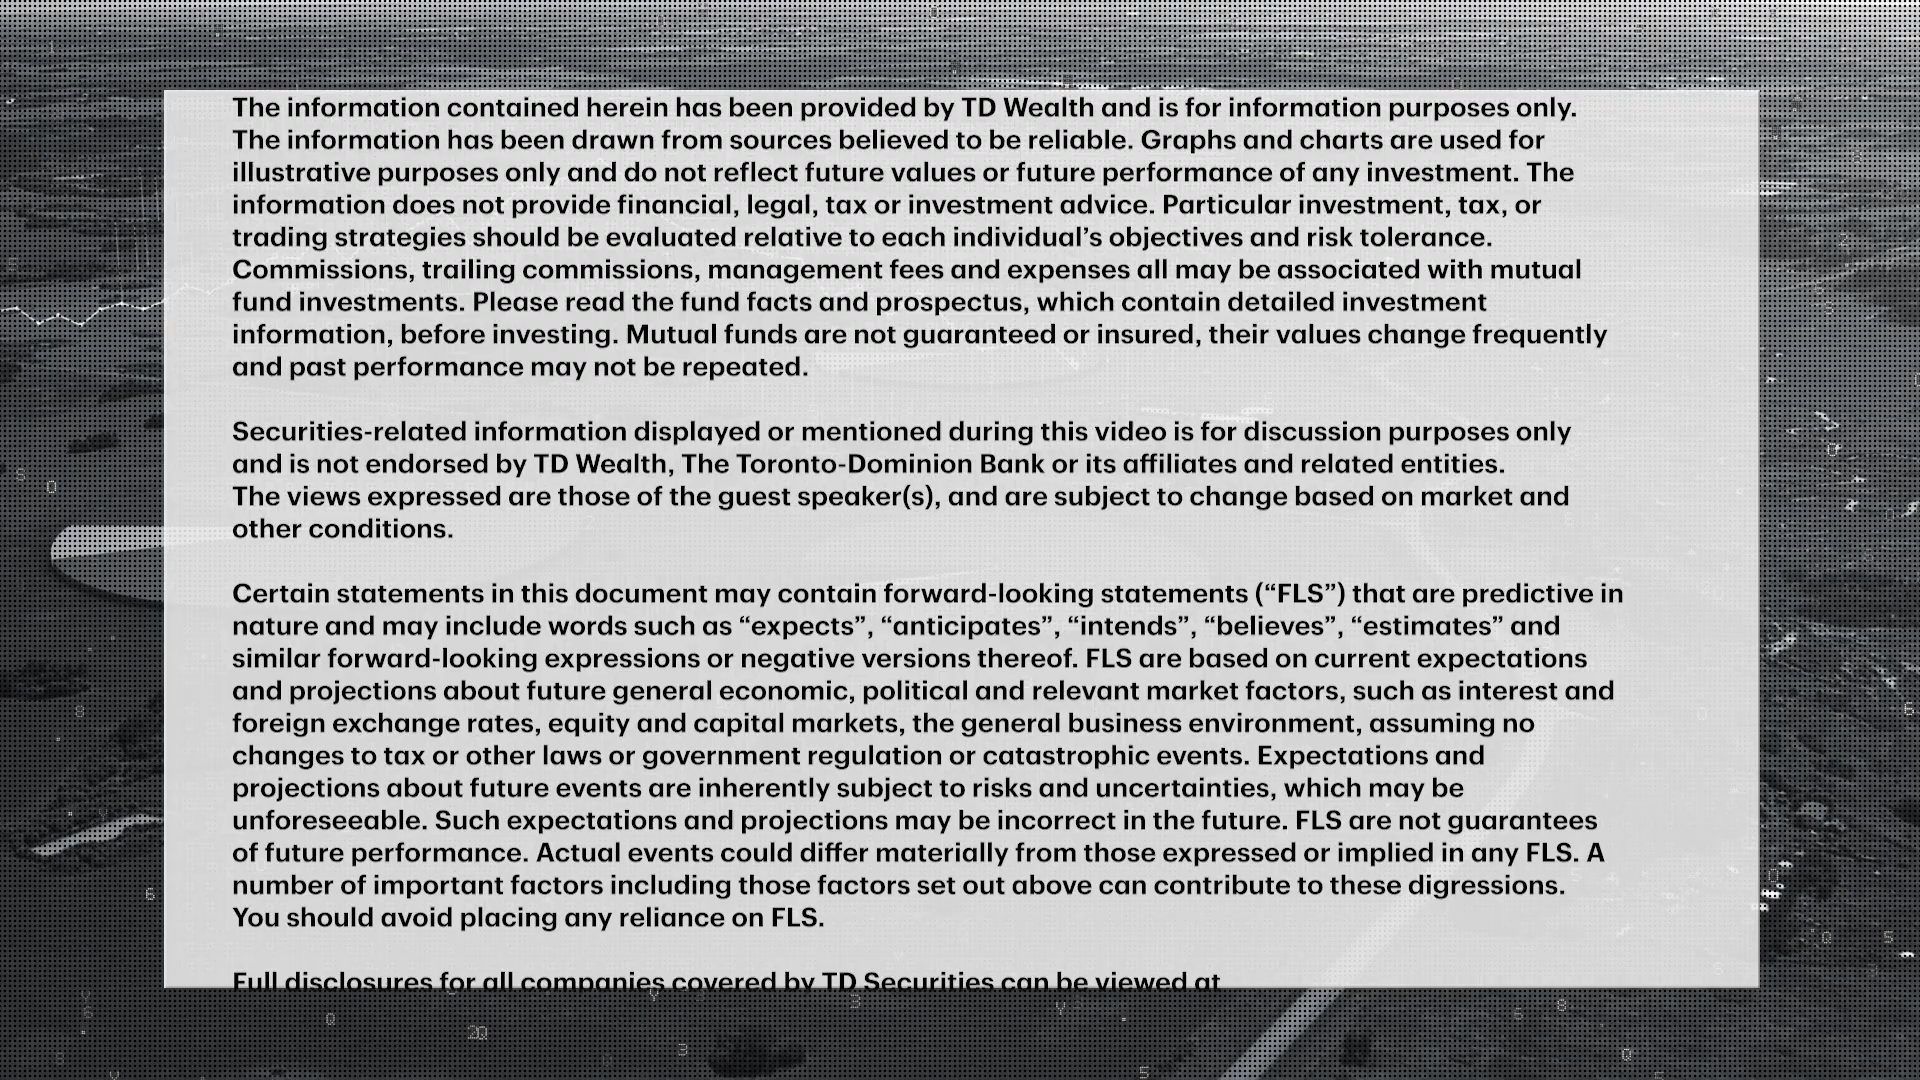 The information contained herein has been provided by TD Wealth and is for information purposes only.
The information has been drawn from sources believed to be reliable. Graphs and charts are used for
illustrative purposes only and do not reflect future values or future performance of any investment. The
information does not provide financial, legal, tax or investment advice. Particular investment, tax, or
trading strategies should be evaluated relative to each individual’s objectives and risk tolerance.
Commissions, trailing commissions, management fees and expenses all may be associated with mutual
fund investments. Please read the fund facts and prospectus, which contain detailed investment
information, before investing. Mutual funds are not guaranteed or insured, their values change frequently
and past performance may not be repeated.
Securities-related information displayed or mentioned during this video is for discussion purposes only
and is not endorsed by TD Wealth, The Toronto-Dominion Bank or its affiliates and related entities.
The views expressed are those of the guest speaker(s), and are subject to change based on market and
other conditions.
Certain statements in this document may contain forward-looking statements (“FLS”) that are predictive in
nature and may include words such as “expects”, “anticipates”, “intends”, “believes”, “estimates” and
similar forward-looking expressions or negative versions thereof. FLS are based on current expectations
and projections about future general economic, political and relevant market factors, such as interest and
foreign exchange rates, equity and capital markets, the general business environment, assuming no
changes to tax or other laws or government regulation or catastrophic events. Expectations and
projections about future events are inherently subject to risks and uncertainties, which may be
unforeseeable. Such expectations and projections may be incorrect in the future. FLS are not guarantees
of future performance. Actual events could differ materially from those expressed or implied in any FLS. A
number of important factors including those factors set out above can contribute to these digressions.
You should avoid placing any reliance on FLS.
Full disclosures for all companies covered by TD Securities can be viewed at